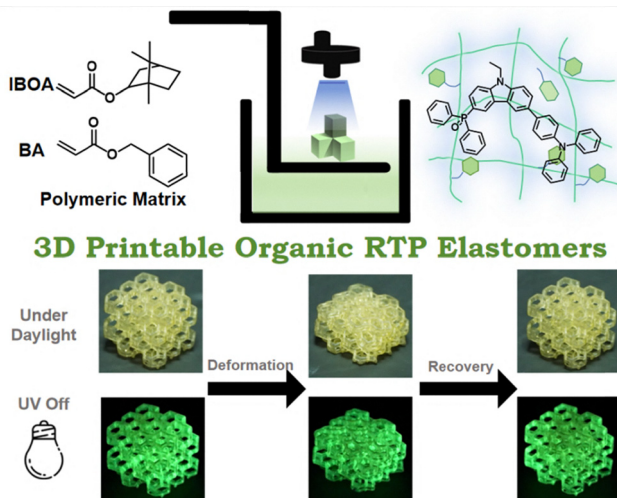 IBOA
O
O
BA
O
O
Polymeric Matrix
N
P
O
N
3D Printable Organic RTP Elastomers
Under
Daylight
Deformation
Recovery
UV Off